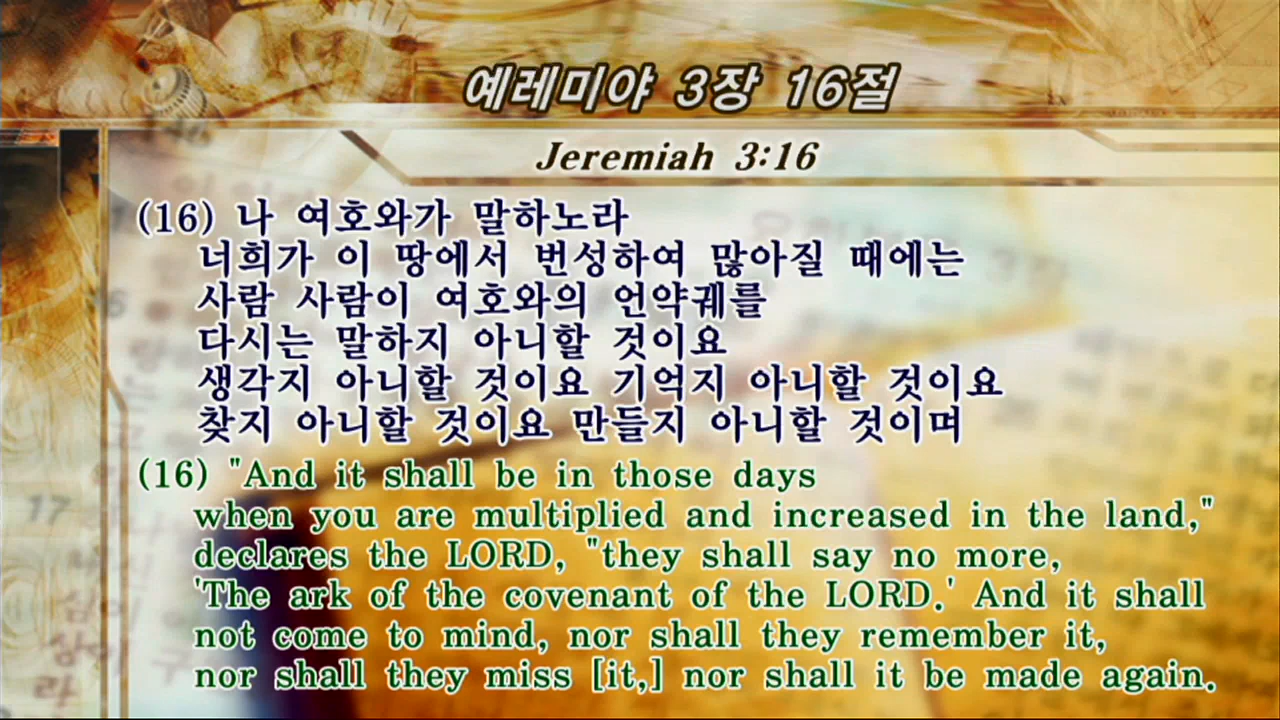 예레미야 3장 16절
Jeremiah 3:16
(16) 나 여호와가 말하노라
너희가 이 땅에서 번성하여 많아질 때에는
사람 사람이 여호와의 언약궤를
다시는 말하지 아니할 것이요
생각지 아니할 것이요 기억지 아니할 것이요
찾지 아니할 것이요 만들지 아니할 것이며
(16) "And it shall be in those days
when you are multiplied and increased in the land,"
declares the LORD, "they shall say no more,
'The ark of the covenant of the LORD.' And it shall
not come to mind, nor shall they remember it,
nor shall they miss [it,] nor shall it be made again.